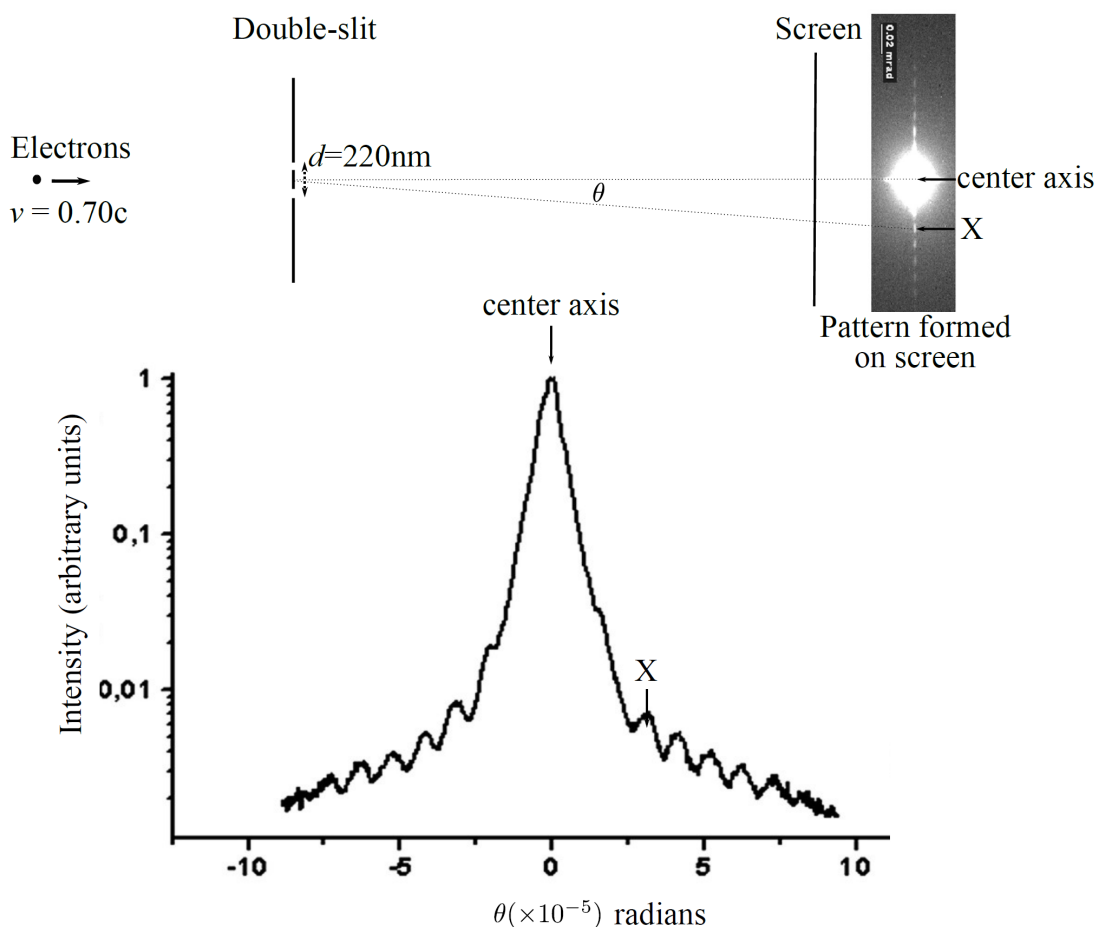 Double-slit
Screen
0.02 mrad
Electrons
v = 0.70c
d=220nm
θ
center axis
X
Pattern formed
on screen
center axis
1
0,1
0,01
X
Intensity (arbitrary units)
-10 -5 0 5 10
θ(×10⁻⁵) radians